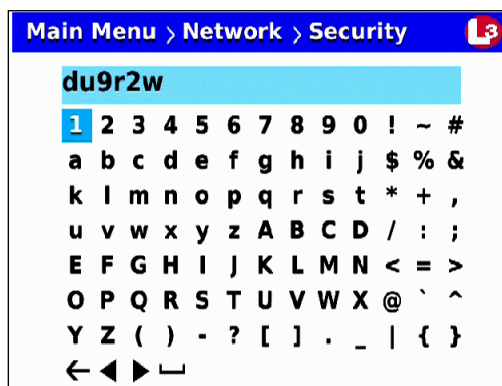 Main Menu > Network > Security L3
du9r2w
1 2 3 4 5 6 7 8 9 0 ! ~ #
a b c d e f g h i j $ % &
k l m n o p q r s t * + ,
u v w x y z A B C D / : ;
E F G H I J K L M N < = >
O P Q R S T U V W X @ ` ^
Y Z ( ) - ? [ ] . _ | { }
← ◀ ▶ ⎵